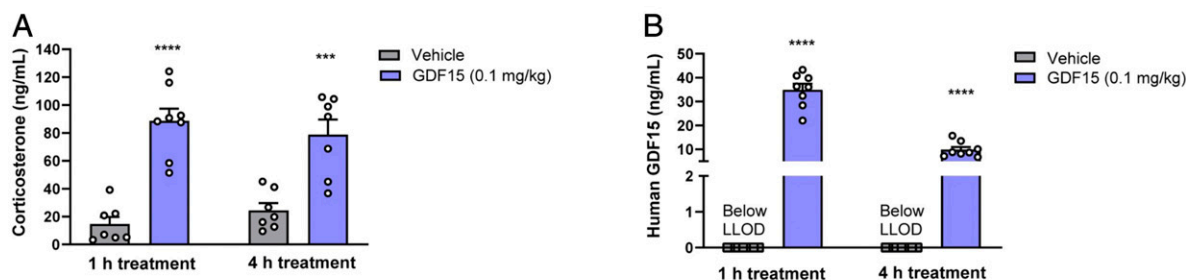 A
Corticosterone (ng/mL)
140
120
100
80
60
40
20
0
****
***
1 h treatment
4 h treatment
Vehicle
GDF15 (0.1 mg/kg)
B
Human GDF15 (ng/mL)
50
40
30
20
10
2
1
0
****
****
Below
LLOD
Below
LLOD
1 h treatment
4 h treatment
Vehicle
GDF15 (0.1 mg/kg)